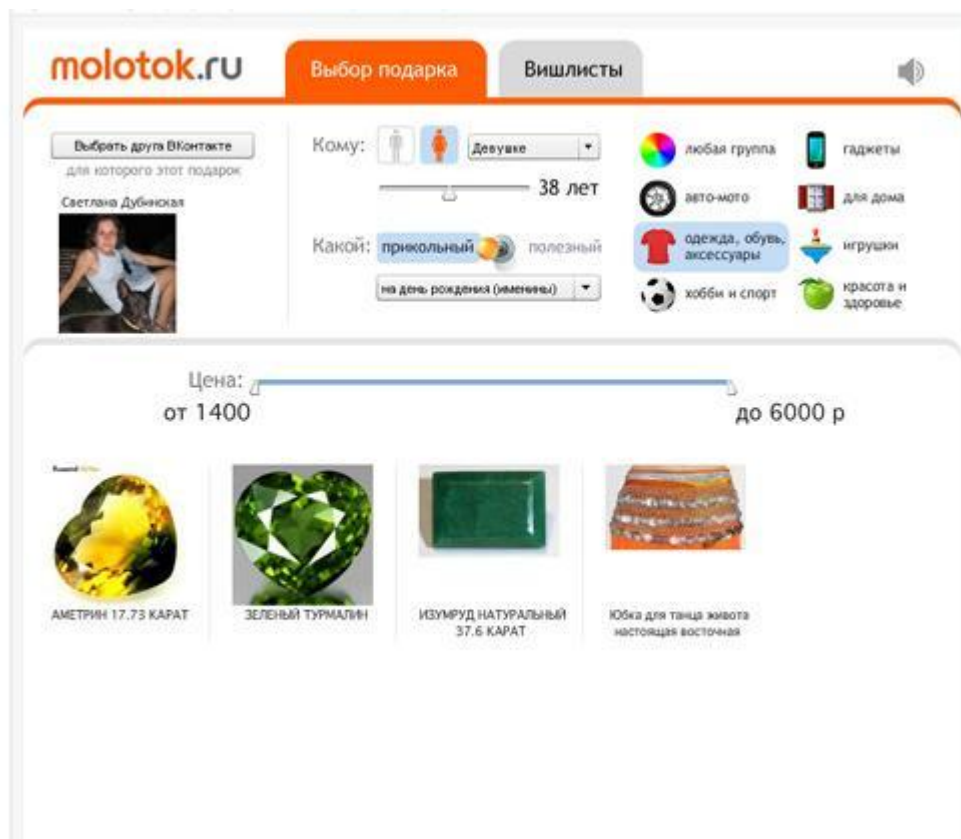 molotok.ru
Выбор подарка
Вишлисты
Выбрать друга ВКонтакте
для которого этот подарок
Светлана Дубинская
Кому:
Девушке
38 лет
Какой:
прикольный
полезный
на день рождения (именины)
любая группа
гаджеты
авто-мото
для дома
одежда, обувь,
аксессуары
игрушки
хобби и спорт
красота и
здоровье
Цена:
от 1400
до 6000 р
АМЕТРИН 17.73 КАРАТ
ЗЕЛЕНЫЙ ТУРМАЛИН
ИЗУМРУД НАТУРАЛЬНЫЙ
37.6 КАРАТ
Юбка для танца живота
настоящая восточная